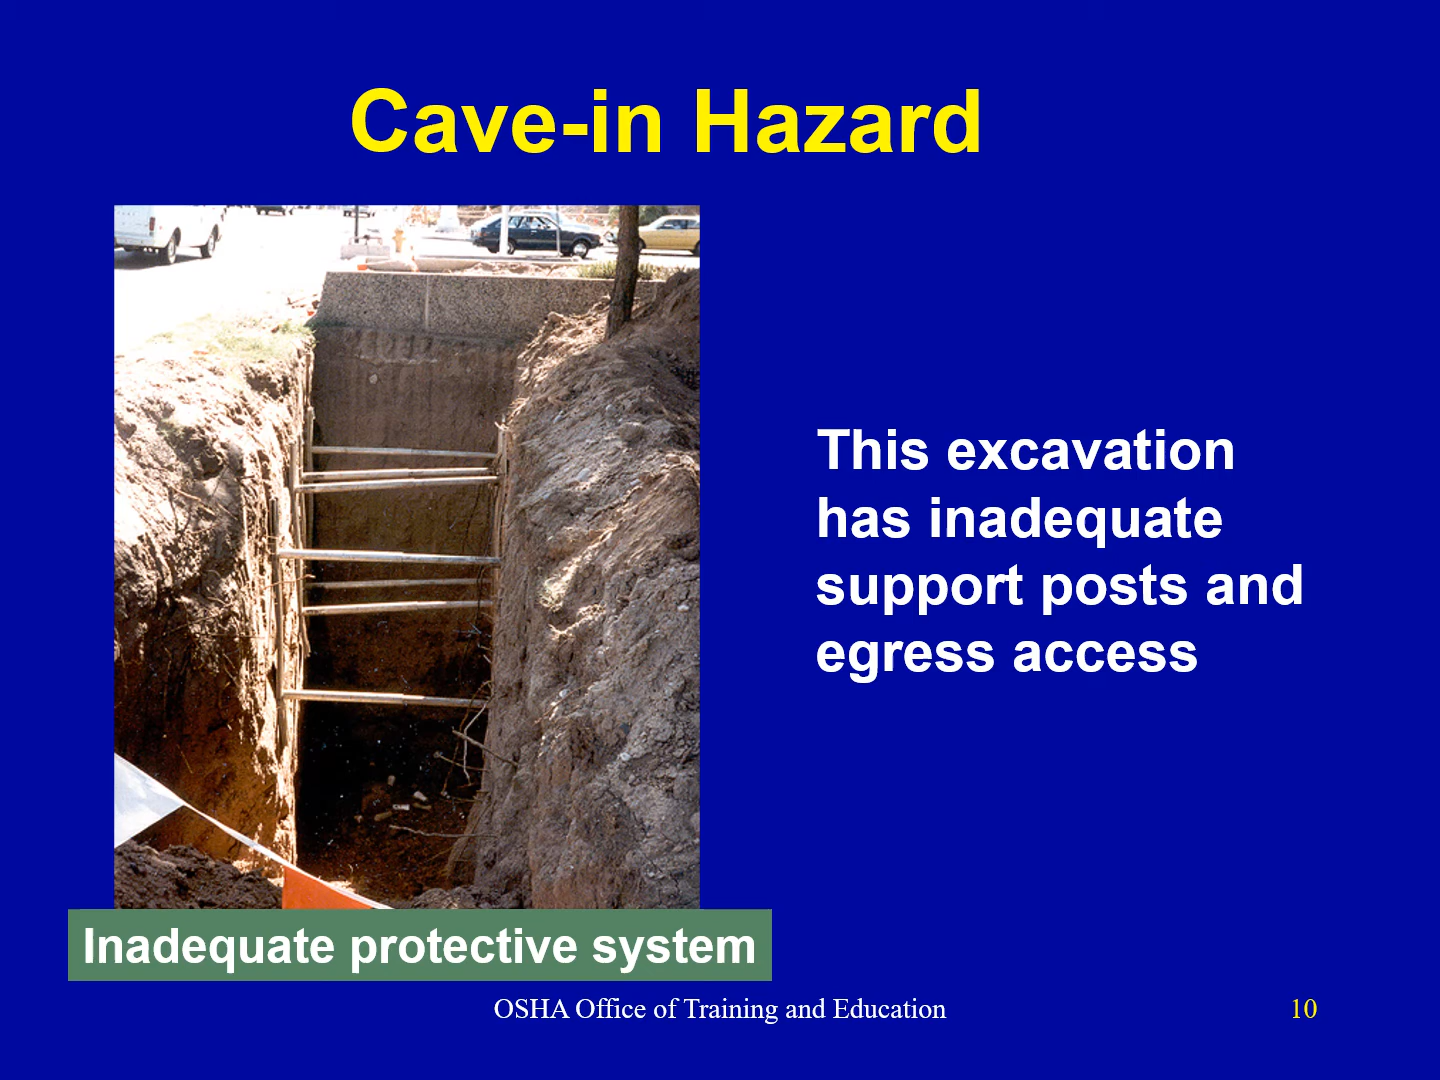 Cave-in Hazard
This excavation
has inadequate
support posts and
egress access
Inadequate protective system
OSHA Office of Training and Education
10